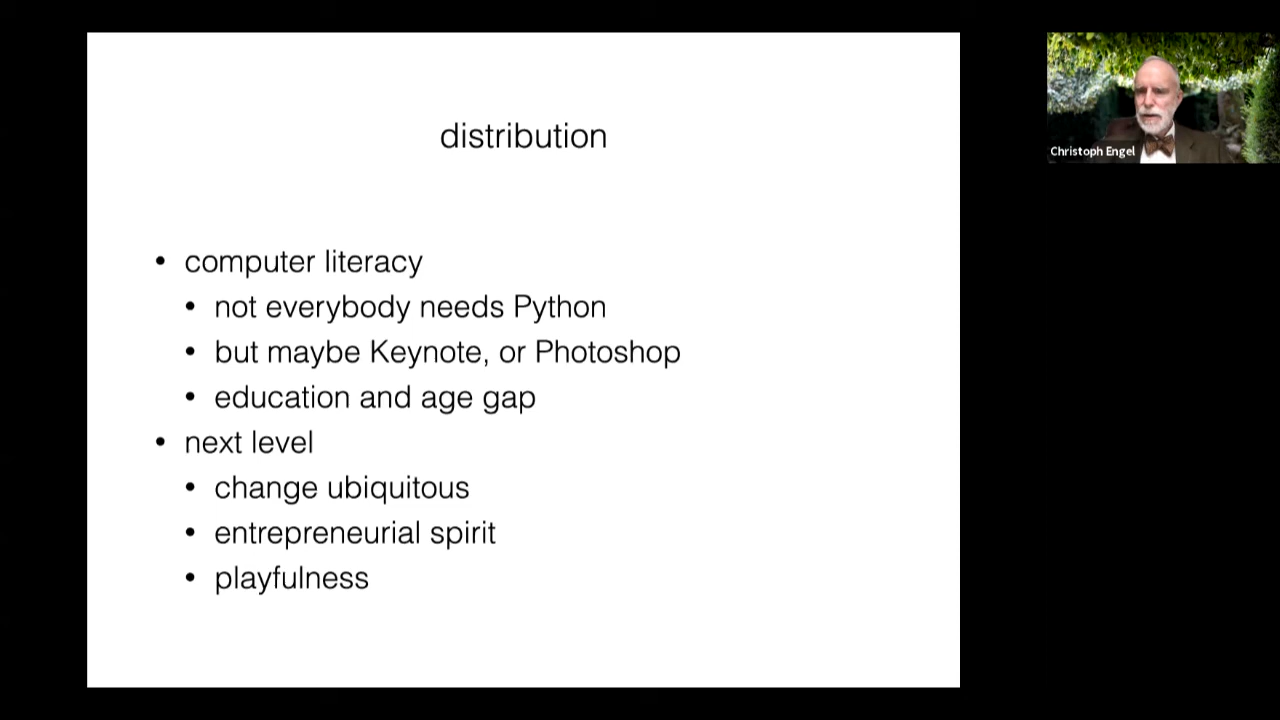 distribution
• computer literacy
• not everybody needs Python
• but maybe Keynote, or Photoshop
• education and age gap
• next level
• change ubiquitous
• entrepreneurial spirit
• playfulness
Christoph Engel